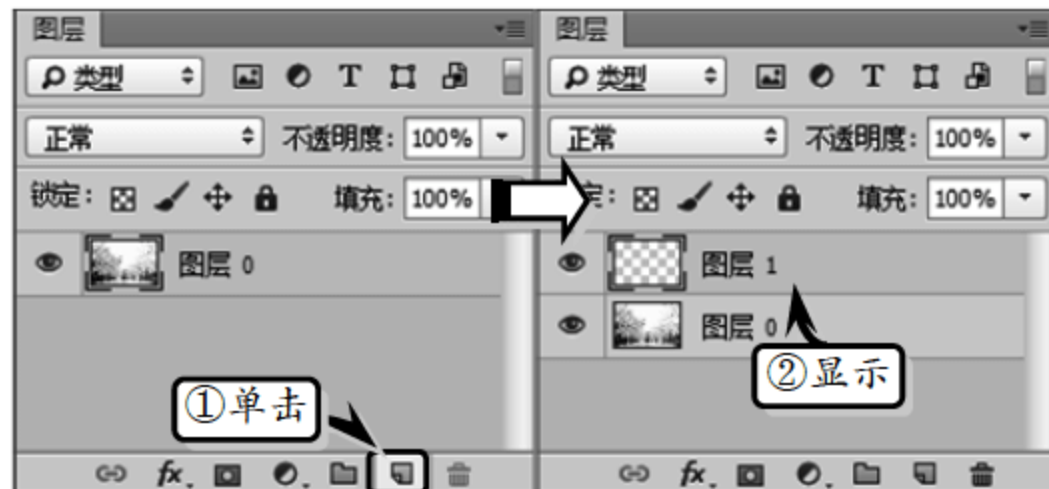 图层
类型
正常 不透明度: 100%
锁定: 填充: 100%
图层 0
①单击
fx.
图层
类型
正常 不透明度: 100%
定: 填充: 100%
图层 1
图层 0
②显示
fx.